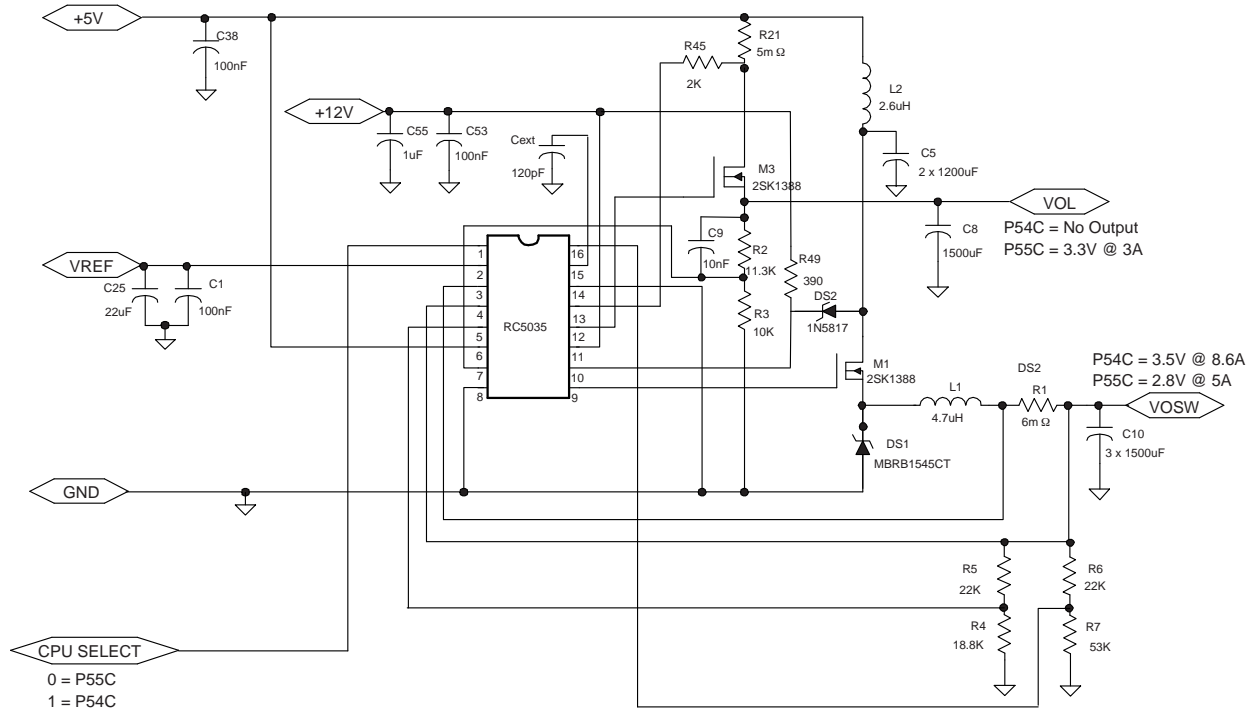 +5V
C38
100nF
R21
5m Ω
R45
2K
L2
2.6uH
+12V
C55
1uF
C53
100nF
Cext
120pF
C5
2 x 1200uF
M3
2SK1388
VOL
P54C = No Output
P55C = 3.3V @ 3A
C8
1500uF
C9
10nF
R2
11.3K
R49
390
VREF
C25
22uF
C1
100nF
R3
10K
DS2
1N5817
RC5035
1
2
3
4
5
6
7
8
16
15
14
13
12
11
10
9
M1
2SK1388
P54C = 3.5V @ 8.6A
P55C = 2.8V @ 5A
DS2
R1
6m Ω
L1
4.7uH
VOSW
C10
3 x 1500uF
DS1
MBRB1545CT
GND
R5
22K
R6
22K
R4
18.8K
R7
53K
CPU SELECT
0 = P55C
1 = P54C